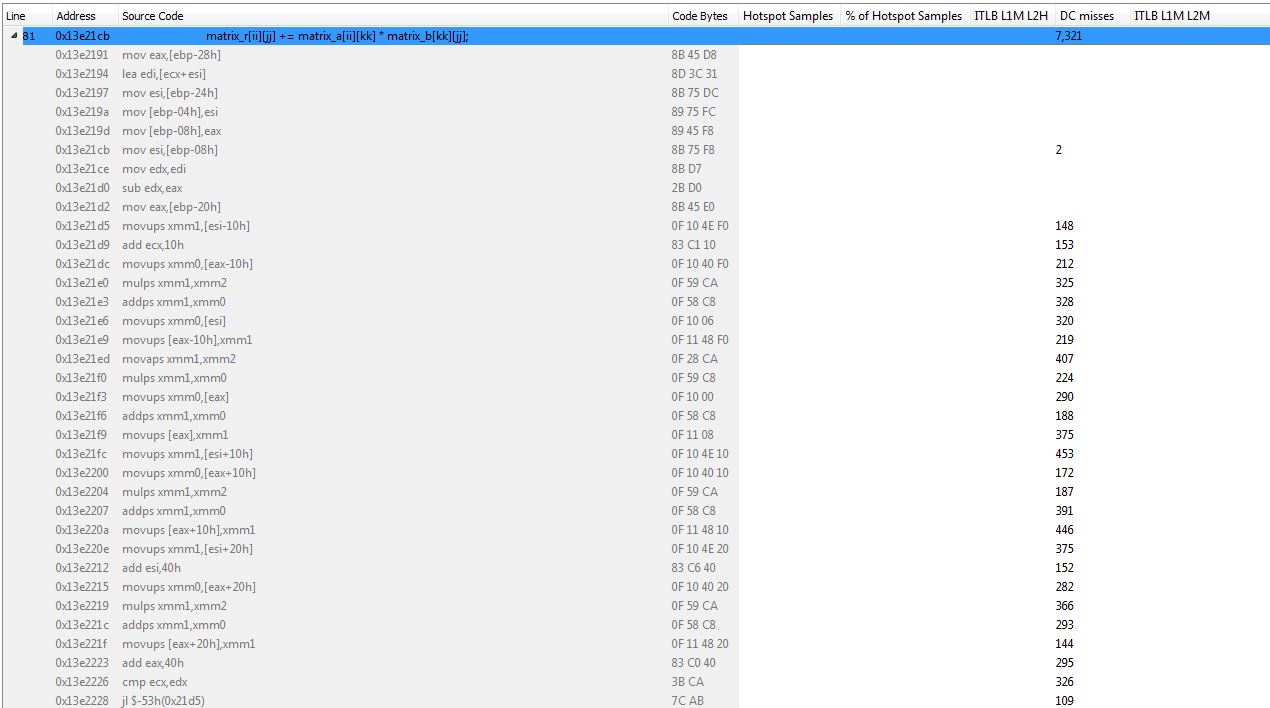 Line Address Source Code Code Bytes Hotspot Samples % of Hotspot Samples ITLB L1M L2H DC misses ITLB L1M L2M
81 0x13e21cb matrix_r[ii][jj] += matrix_a[ii][kk] * matrix_b[kk][jj]; 7,321
0x13e2191 mov eax,[ebp-28h] 8B 45 D8
0x13e2194 lea edi,[ecx+esi] 8D 3C 31
0x13e2197 mov esi,[ebp-24h] 8B 75 DC
0x13e219a mov [ebp-04h],esi 89 75 FC
0x13e219d mov [ebp-08h],eax 89 45 F8
0x13e21cb mov esi,[ebp-08h] 8B 75 F8 2
0x13e21ce mov edx,edi 8B D7
0x13e21d0 sub edx,eax 2B D0
0x13e21d2 mov eax,[ebp-20h] 8B 45 E0
0x13e21d5 movups xmm1,[esi-10h] 0F 10 4E F0 148
0x13e21d9 add ecx,10h 83 C1 10 153
0x13e21dc movups xmm0,[eax-10h] 0F 10 40 F0 212
0x13e21e0 mulps xmm1,xmm2 0F 59 CA 325
0x13e21e3 addps xmm1,xmm0 0F 58 C8 328
0x13e21e6 movups xmm0,[esi] 0F 10 06 320
0x13e21e9 movups [eax-10h],xmm1 0F 11 48 F0 219
0x13e21ed movaps xmm1,xmm2 0F 28 CA 407
0x13e21f0 mulps xmm1,xmm0 0F 59 C8 224
0x13e21f3 movups xmm0,[eax] 0F 10 00 290
0x13e21f6 addps xmm1,xmm0 0F 58 C8 188
0x13e21f9 movups [eax],xmm1 0F 11 08 375
0x13e21fc movups xmm1,[esi+10h] 0F 10 4E 10 453
0x13e2200 movups xmm0,[eax+10h] 0F 10 40 10 172
0x13e2204 mulps xmm1,xmm2 0F 59 CA 187
0x13e2207 addps xmm1,xmm0 0F 58 C8 391
0x13e220a movups [eax+10h],xmm1 0F 11 48 10 446
0x13e220e movups xmm1,[esi+20h] 0F 10 4E 20 375
0x13e2212 add esi,40h 83 C6 40 152
0x13e2215 movups xmm0,[eax+20h] 0F 10 40 20 282
0x13e2219 mulps xmm1,xmm2 0F 59 CA 366
0x13e221c addps xmm1,xmm0 0F 58 C8 293
0x13e221f movups [eax+20h],xmm1 0F 11 48 20 144
0x13e2223 add eax,40h 83 C0 40 295
0x13e2226 cmp ecx,edx 3B CA 326
0x13e2228 jl $-53h(0x21d5) 7C AB 109